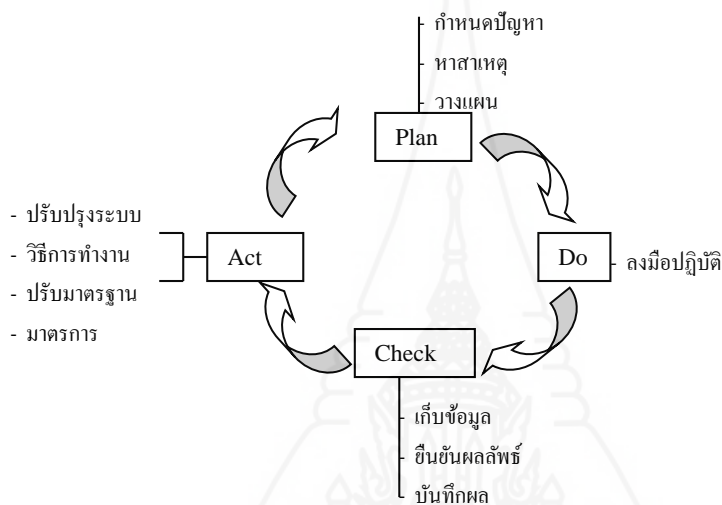 - กำหนดปัญหา
- หาสาเหตุ
- วางแผน
Plan
- ปรับปรุงระบบ
- วิธีการทำงาน
- ปรับมาตรฐาน
- มาตรการ
Act
Do
- ลงมือปฏิบัติ
Check
- เก็บข้อมูล
- ยืนยันผลลัพธ์
- บันทึกผล